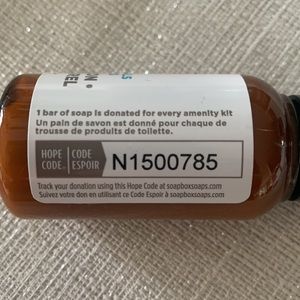 1 bar of soap is donated for every amenity kit
Un pain de savon est donné pour chaque de
trousse de produits de toilette.
HOPE CODE
CODE. ESPOIR
N1500785
Track your donation using this Hope Code at soapboxsoaps.com
Suivez votre don en utilisant ce Code Espoir à soapboxsoaps.com